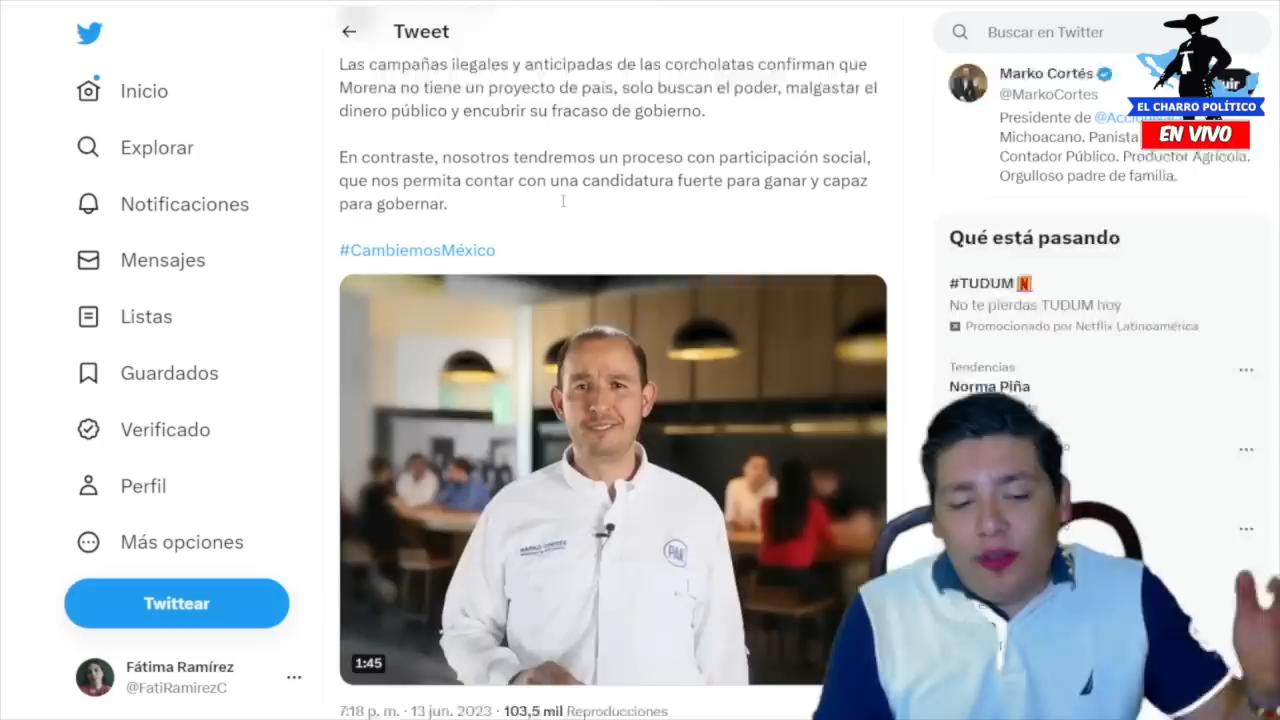 Tweet
Buscar en Twitter
Inicio
Explorar
Notificaciones
Mensajes
Listas
Guardados
Verificado
Perfil
Más opciones
Twittear
Fátima Ramírez
@FatiRamirezC
Las campañas ilegales y anticipadas de las corcholatas confirman que
Morena no tiene un proyecto de país, solo buscan el poder, malgastar el
dinero público y encubrir su fracaso de gobierno.
En contraste, nosotros tendremos un proceso con participación social,
que nos permita contar con una candidatura fuerte para ganar y capaz
para gobernar.
#CambiemosMéxico
MARKO CORTÉS
PAN
1:45
7:18 p. m. · 13 jun. 2023 · 103,5 mil Reproducciones
Marko Cortés
@MarkoCortes
Presidente de
Michoacano. Panista
Contador Público. Productor Agrícola.
Orgulloso padre de familia.
EL CHARRO POLÍTICO
EN VIVO
Qué está pasando
#TUDUM
No te pierdas TUDUM hoy
Promocionado por Netflix Latinoamérica
Tendencias
Norma Piña